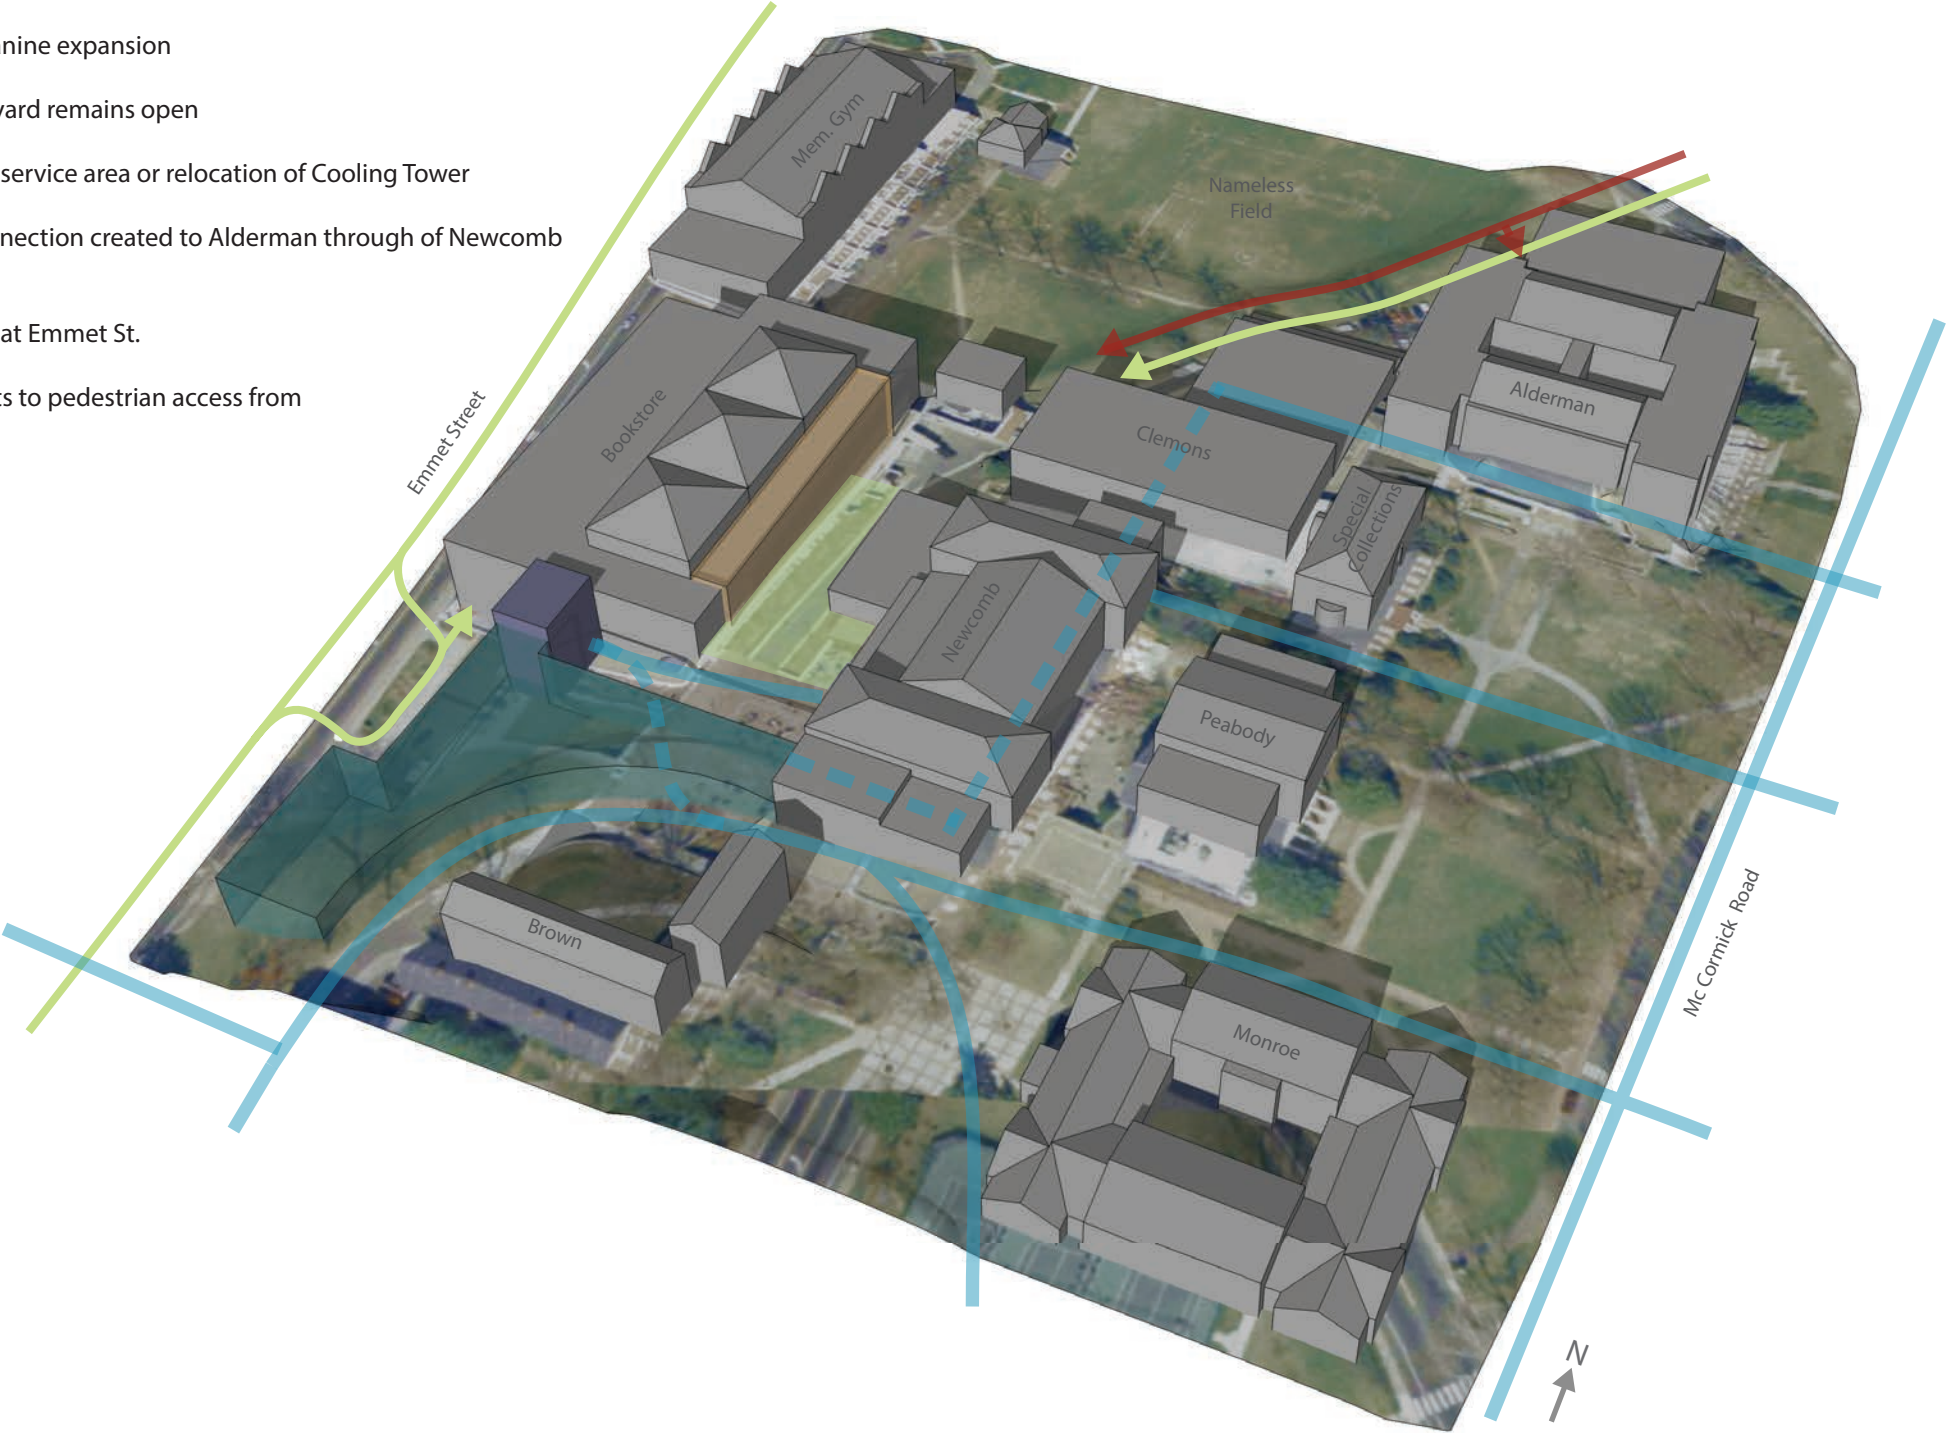 nine expansion
yard remains open
service area or relocation of Cooling Tower
nection created to Alderman through of Newcomb
at Emmet St.
ts to pedestrian access from
Mem. Gym
Nameless
Field
Emmet Street
Bookstore
Clemons
Alderman
Special
Collections
Newcomb
Peabody
Brown
Monroe
Mc Cormick Road
N